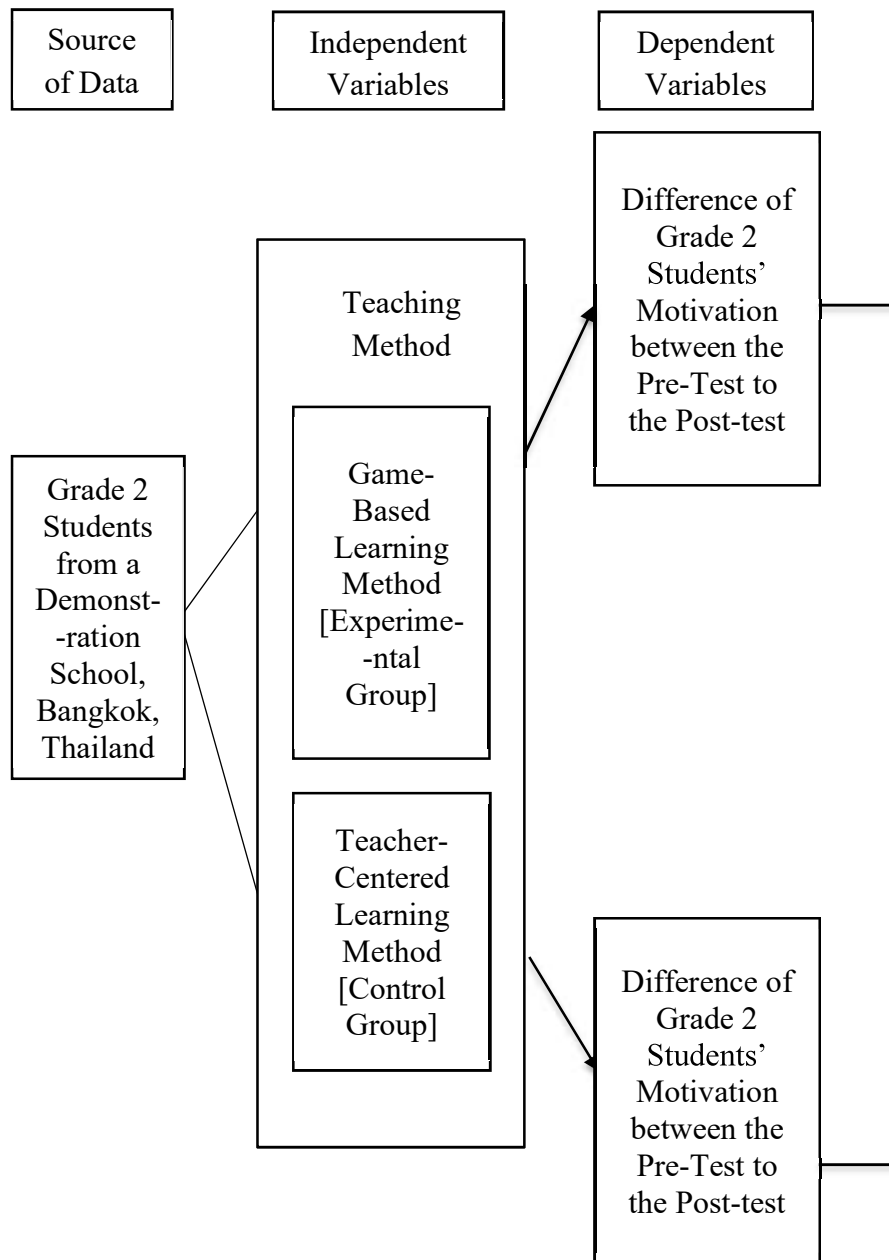 Source
of Data
Independent
Variables
Dependent
Variables
Grade 2
Students
from a
Demonst-
-ration
School,
Bangkok,
Thailand
Teaching
Method
Game-
Based
Learning
Method
[Experime-
-ntal
Group]
Teacher-
Centered
Learning
Method
[Control
Group]
Difference of
Grade 2
Students’
Motivation
between the
Pre-Test to
the Post-test
Difference of
Grade 2
Students’
Motivation
between the
Pre-Test to
the Post-test